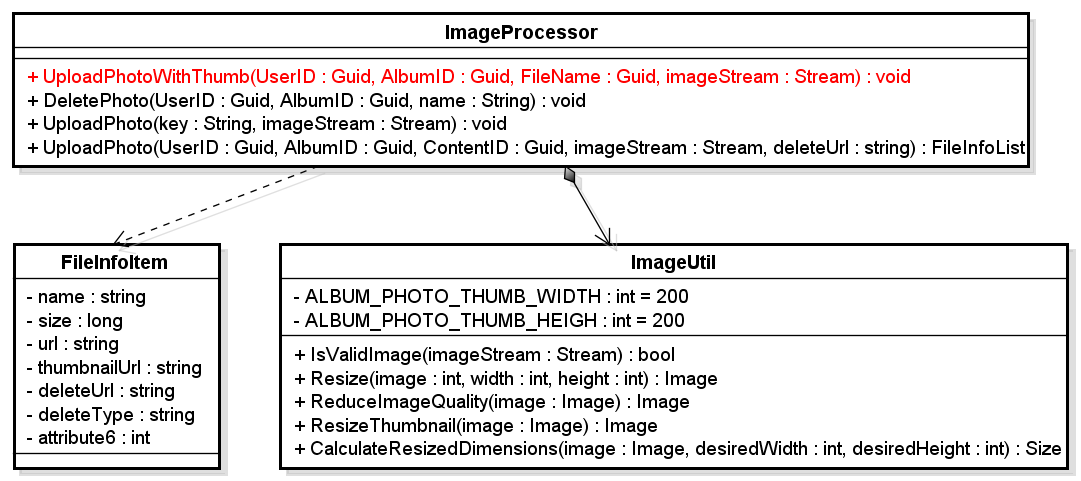 ImageProcessor
+ UploadPhotoWithThumb(UserID : Guid, AlbumID : Guid, FileName : Guid, imageStream : Stream) : void
+ DeletePhoto(UserID : Guid, AlbumID : Guid, name : String) : void
+ UploadPhoto(key : String, imageStream : Stream) : void
+ UploadPhoto(UserID : Guid, AlbumID : Guid, ContentID : Guid, imageStream : Stream, deleteUrl : string) : FileInfoList
FileInfoItem
- name : string
- size : long
- url : string
- thumbnailUrl : string
- deleteUrl : string
- deleteType : string
- attribute6 : int
ImageUtil
- ALBUM_PHOTO_THUMB_WIDTH : int = 200
- ALBUM_PHOTO_THUMB_HEIGH : int = 200
+ IsValidImage(imageStream : Stream) : bool
+ Resize(image : int, width : int, height : int) : Image
+ ReduceImageQuality(image : Image) : Image
+ ResizeThumbnail(image : Image) : Image
+ CalculateResizedDimensions(image : Image, desiredWidth : int, desiredHeight : int) : Size